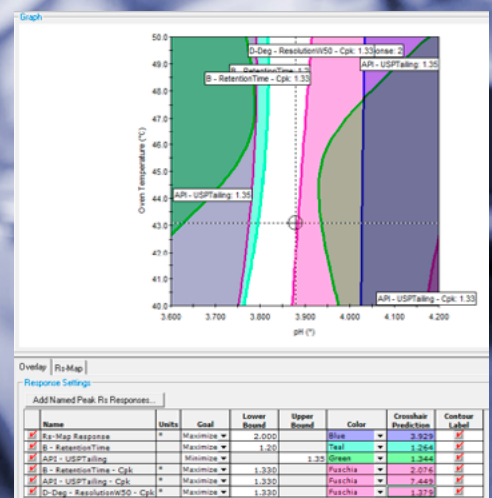 Graph
D-Deg - ResolutionW50 - Cpk: 1.33
onse: 2
B - RetentionTime
API - USPTailing: 1.35
B - RetentionTime - Cpk: 1.33
API - USPTailing: 1.35
API - USPTailing - Cpk: 1.33
Oven Temperature (°C)
50.0
49.0
48.0
47.0
46.0
45.0
44.0
43.0
42.0
41.0
40.0
3.600 3.700 3.800 3.900 4.000 4.100 4.200
pH (*)
Overlay Rs-Map
Response Settings
Add Named Peak Rs Responses...
Name Units Goal Lower Bound Upper Bound Color Crosshair Prediction Contour Label
Rs-Map Response * Maximize 2.000 Blue 3.929
B - RetentionTime Maximize 1.20 Teal 1.264
API - USPTailing Minimize 1.35 Green 1.344
B - RetentionTime - Cpk * Maximize 1.330 Fuschia 2.076
API - USPTailing - Cpk * Maximize 1.330 Fuschia 7.449
D-Deg - ResolutionW50 - Cpk * Maximize 1.330 Fuschia 1.379